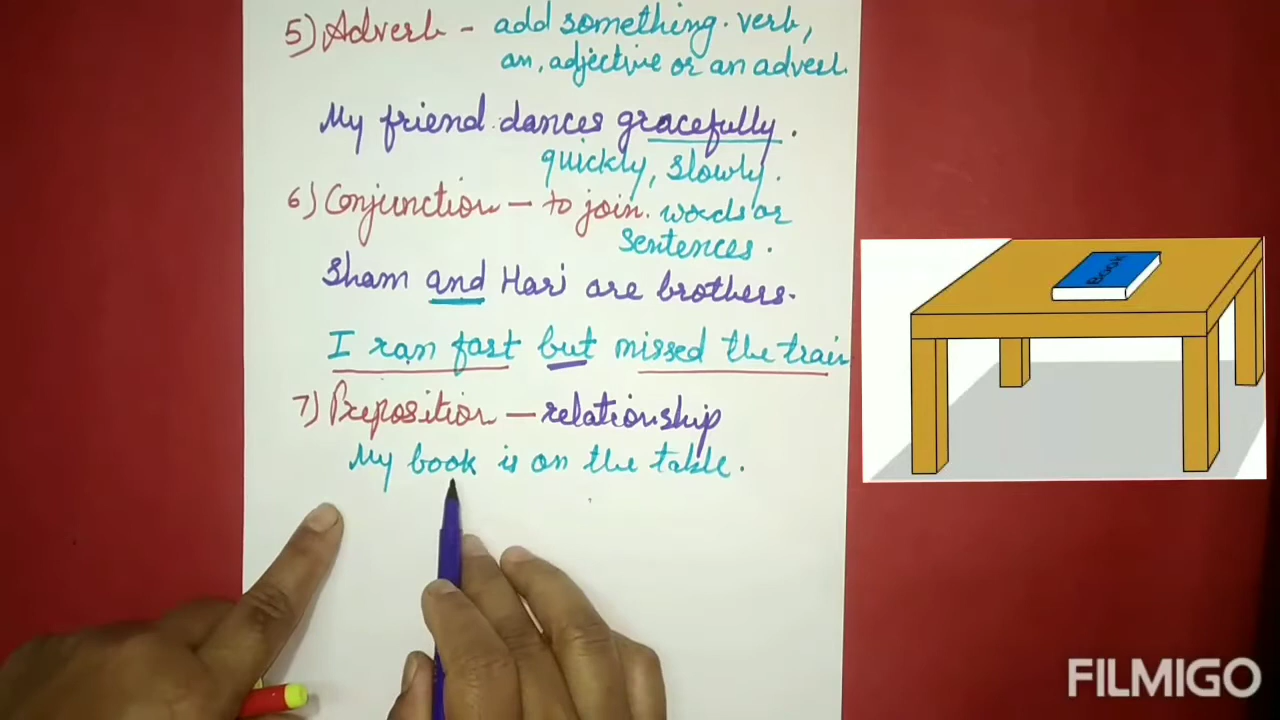 5) Adverb - add something. verb,
an, adjective or an adverb.
My friend dances gracefully.
quickly, slowly.
6) Conjunction - to join words or
sentences.
Sham and Hari are brothers.
I ran fast but missed the train
7) Preposition - relationship
My book is on the table.
BOOK
FILMIGO